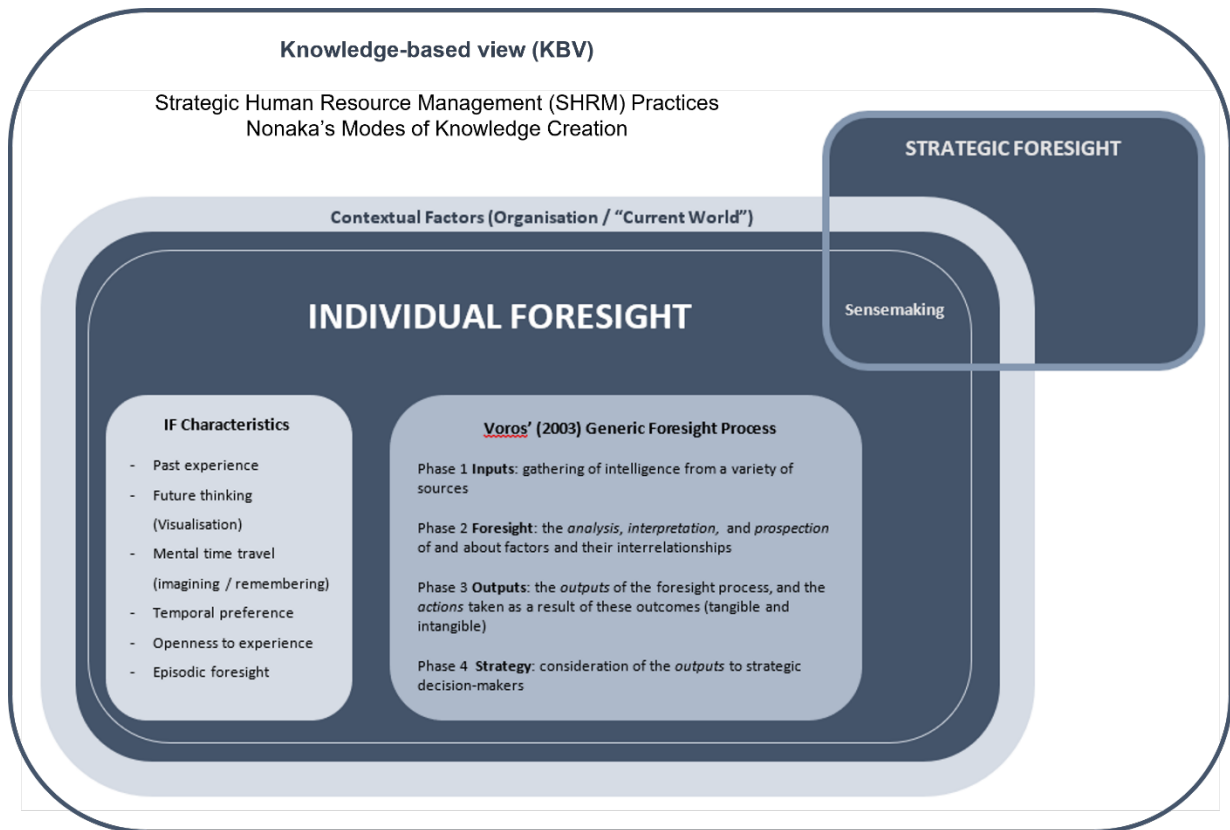 Knowledge-based view (KBV)
Strategic Human Resource Management (SHRM) Practices
Nonaka’s Modes of Knowledge Creation
STRATEGIC FORESIGHT
Contextual Factors (Organisation / “Current World”)
INDIVIDUAL FORESIGHT
Sensemaking
IF Characteristics
- Past experience
- Future thinking
(Visualisation)
- Mental time travel
(imagining / remembering)
- Temporal preference
- Openness to experience
- Episodic foresight
Voros’ (2003) Generic Foresight Process
Phase 1 Inputs: gathering of intelligence from a variety of
sources
Phase 2 Foresight: the analysis, interpretation, and prospection
of and about factors and their interrelationships
Phase 3 Outputs: the outputs of the foresight process, and the
actions taken as a result of these outcomes (tangible and
intangible)
Phase 4 Strategy: consideration of the outputs to strategic
decision-makers